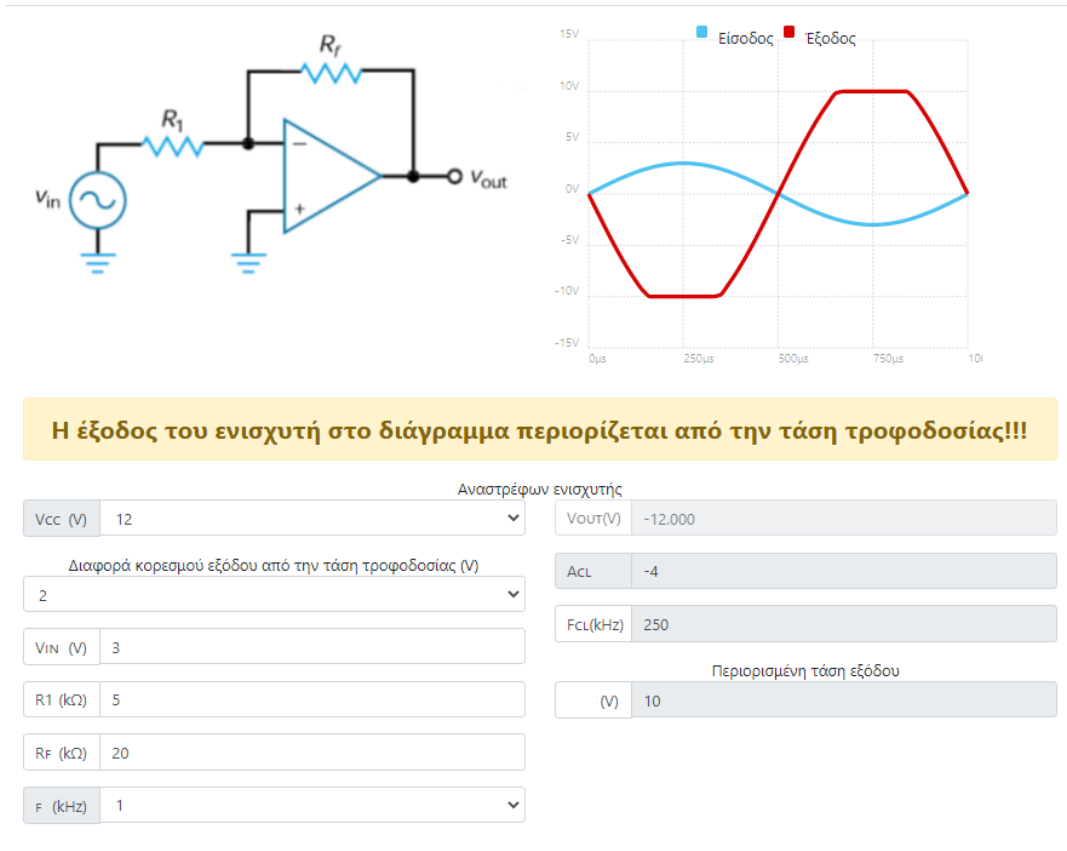 Rf
R1
Vin
Vout
Είσοδος Έξοδος
15V
10V
5V
0V
-5V
-10V
-15V
0μs 250μs 500μs 750μs 10
Η έξοδος του ενισχυτή στο διάγραμμα περιορίζεται από την τάση τροφοδοσίας!!!
Αναστρέφων ενισχυτής
Vcc (V) 12
Διαφορά κορεσμού εξόδου από την τάση τροφοδοσίας (V)
2
VIN (V) 3
R1 (kΩ) 5
RF (kΩ) 20
F (kHz) 1
VOUT(V) -12.000
ACL -4
FCL(kHz) 250
Περιορισμένη τάση εξόδου
(V) 10